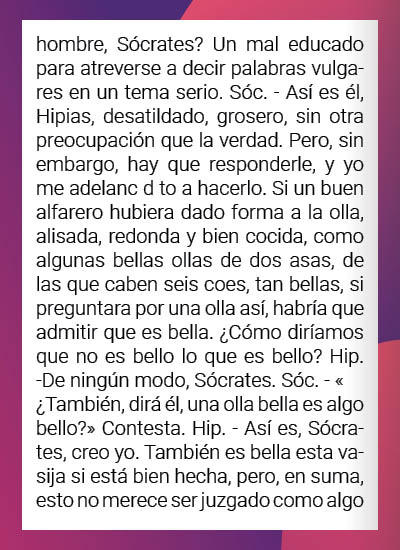 hombre, Sócrates? Un mal educado
para atreverse a decir palabras vulga-
res en un tema serio. Sóc. - Así es él,
Hipias, desatildado, grosero, sin otra
preocupación que la verdad. Pero, sin
embargo, hay que responderle, y yo
me adelanc d to a hacerlo. Si un buen
alfarero hubiera dado forma a la olla,
alisada, redonda y bien cocida, como
algunas bellas ollas de dos asas, de
las que caben seis coes, tan bellas, si
preguntara por una olla así, habría que
admitir que es bella. ¿Cómo diríamos
que no es bello lo que es bello? Hip.
-De ningún modo, Sócrates. Sóc. - «
¿También, dirá él, una olla bella es algo
bello?» Contesta. Hip. - Así es, Sócra-
tes, creo yo. También es bella esta va-
sija si está bien hecha, pero, en suma,
esto no merece ser juzgado como algo